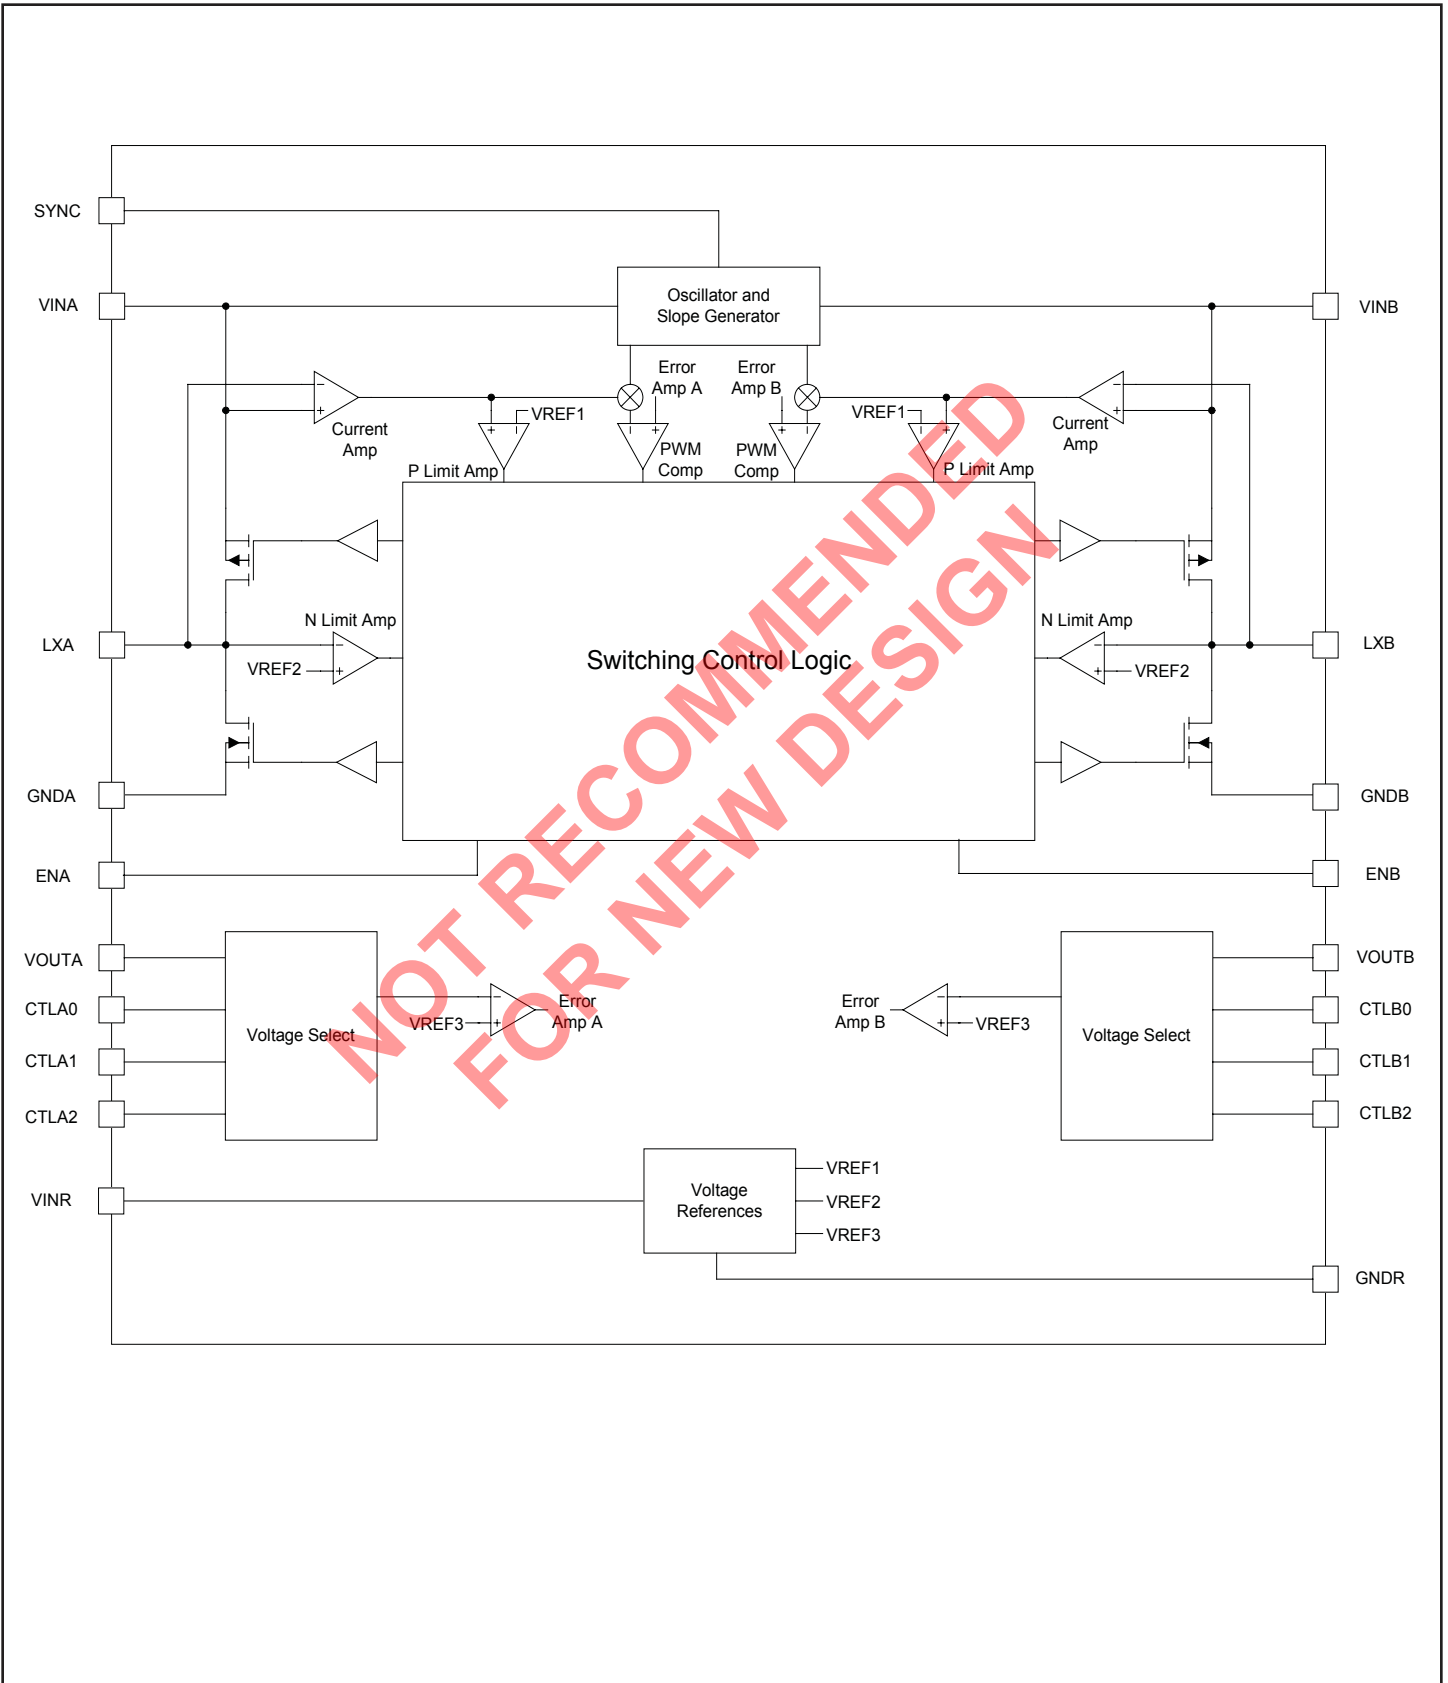 SYNC
VINA
Oscillator and
Slope Generator
VINB
Error
Amp A
Error
Amp B
+
VREF1
+
+
VREF1
+
Current
Amp
Current
Amp
PWM
Comp
PWM
Comp
P Limit Amp
P Limit Amp
N Limit Amp
N Limit Amp
LXA
VREF2
+
Switching Control Logic
+
VREF2
LXB
GNDA
GNDB
ENA
ENB
VOUTA
CTLA0
CTLA1
CTLA2
Voltage Select
VREF3
+
Error
Amp A
Error
Amp B
+
VREF3
Voltage Select
VOUTB
CTLB0
CTLB1
CTLB2
VINR
Voltage
References
VREF1
VREF2
VREF3
GNDR
NOT RECOMMENDED
FOR NEW DESIGN